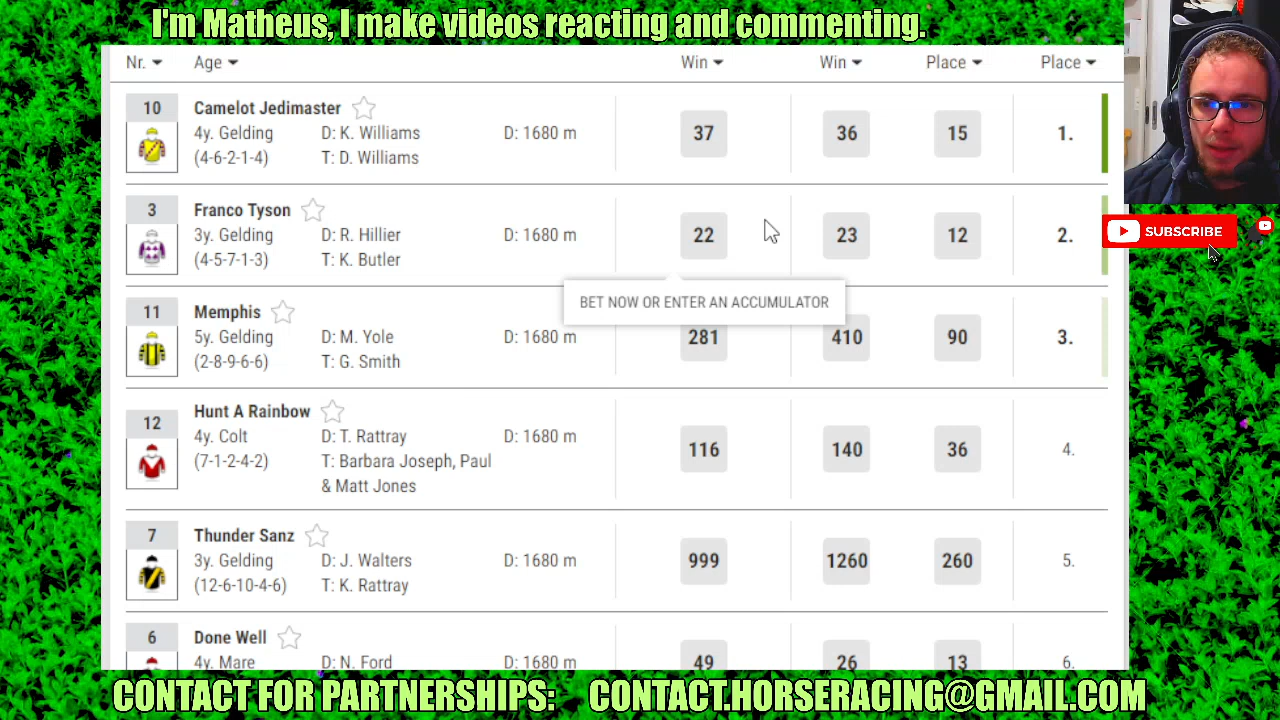 I'm Matheus, I make videos reacting and commenting.
Nr. Age Win Win Place Place
10 Camelot Jedimaster
4y. Gelding D: K. Williams D: 1680 m 37 36 15 1.
(4-6-2-1-4) T: D. Williams
3 Franco Tyson
3y. Gelding D: R. Hillier D: 1680 m 22 23 12 2.
(4-5-7-1-3) T: K. Butler
SUBSCRIBE
BET NOW OR ENTER AN ACCUMULATOR
11 Memphis
5y. Gelding D: M. Yole D: 1680 m 281 410 90 3.
(2-8-9-6-6) T: G. Smith
12 Hunt A Rainbow
4y. Colt D: T. Rattray D: 1680 m 116 140 36 4.
(7-1-2-4-2) T: Barbara Joseph, Paul
& Matt Jones
7 Thunder Sanz
3y. Gelding D: J. Walters D: 1680 m 999 1260 260 5.
(12-6-10-4-6) T: K. Rattray
6 Done Well
4y. Mare D: N. Ford D: 1680 m 49 26 13 6.
CONTACT FOR PARTNERSHIPS: CONTACT.HORSERACING@GMAIL.COM